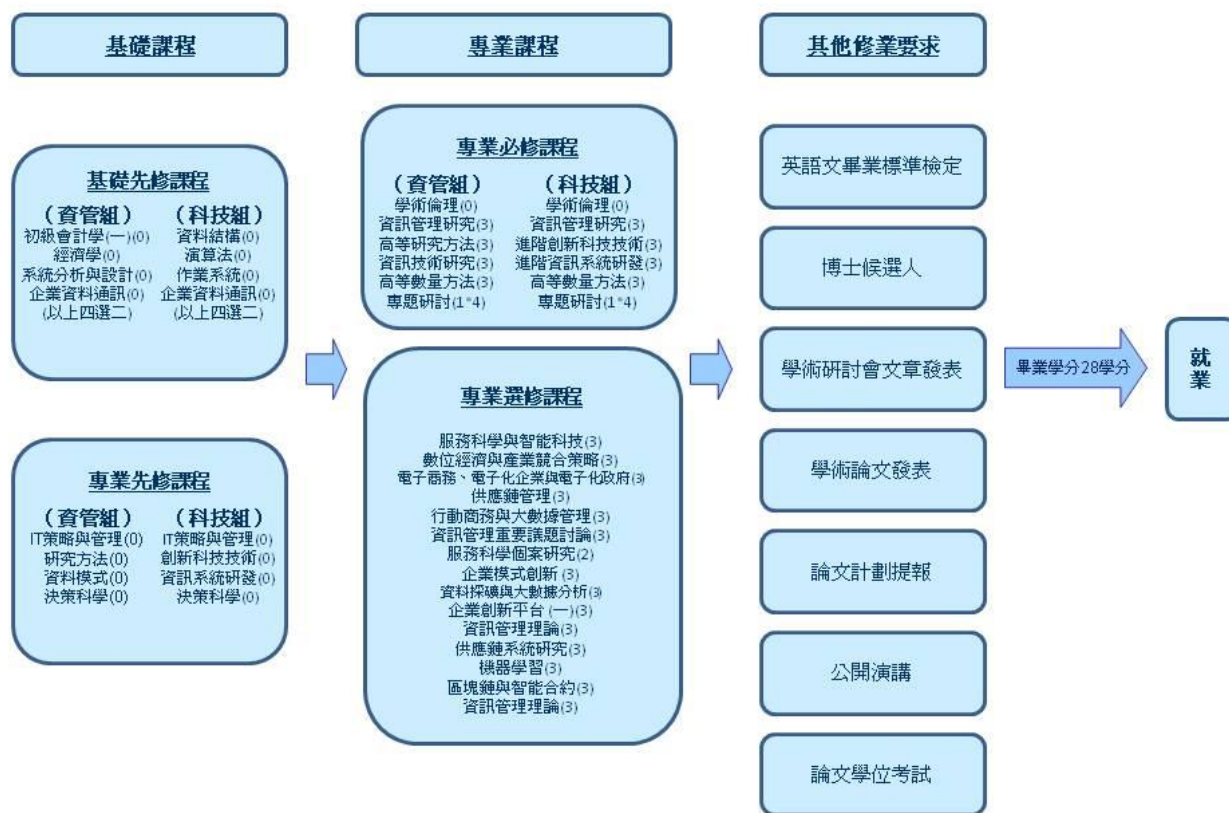 基礎課程
基礎先修課程
(資管組)
初級會計學(一)(0)
經濟學(0)
系統分析與設計(0)
企業資料通訊(0)
(以上四選二)
(科技組)
資料結構(0)
演算法(0)
作業系統(0)
企業資料通訊(0)
(以上四選二)
專業先修課程
(資管組)
IT策略與管理(0)
研究方法(0)
資料模式(0)
決策科學(0)
(科技組)
IT策略與管理(0)
創新科技技術(0)
資訊系統研發(0)
決策科學(0)
專業課程
專業必修課程
(資管組)
學術倫理(0)
資訊管理研究(3)
高等研究方法(3)
資訊技術研究(3)
高等數量方法(3)
專題研討(1*4)
(科技組)
學術倫理(0)
資訊管理研究(3)
進階創新科技技術(3)
進階資訊系統研發(3)
高等數量方法(3)
專題研討(1*4)
專業選修課程
服務科學與智能科技(3)
數位經濟與產業競合策略(3)
電子商務、電子化企業與電子化政府(3)
供應鏈管理(3)
行動商務與大數據管理(3)
資訊管理重要議題討論(3)
服務科學個案研究(2)
企業模式創新(3)
資料探礦與大數據分析(3)
企業創新平台(一)(3)
資訊管理理論(3)
供應鏈系統研究(3)
機器學習(3)
區塊鏈與智能合約(3)
資訊管理理論(3)
其他修業要求
英語文畢業標準檢定
博士候選人
學術研討會文章發表
學術論文發表
論文計劃提報
公開演講
論文學位考試
畢業學分28學分
就
業